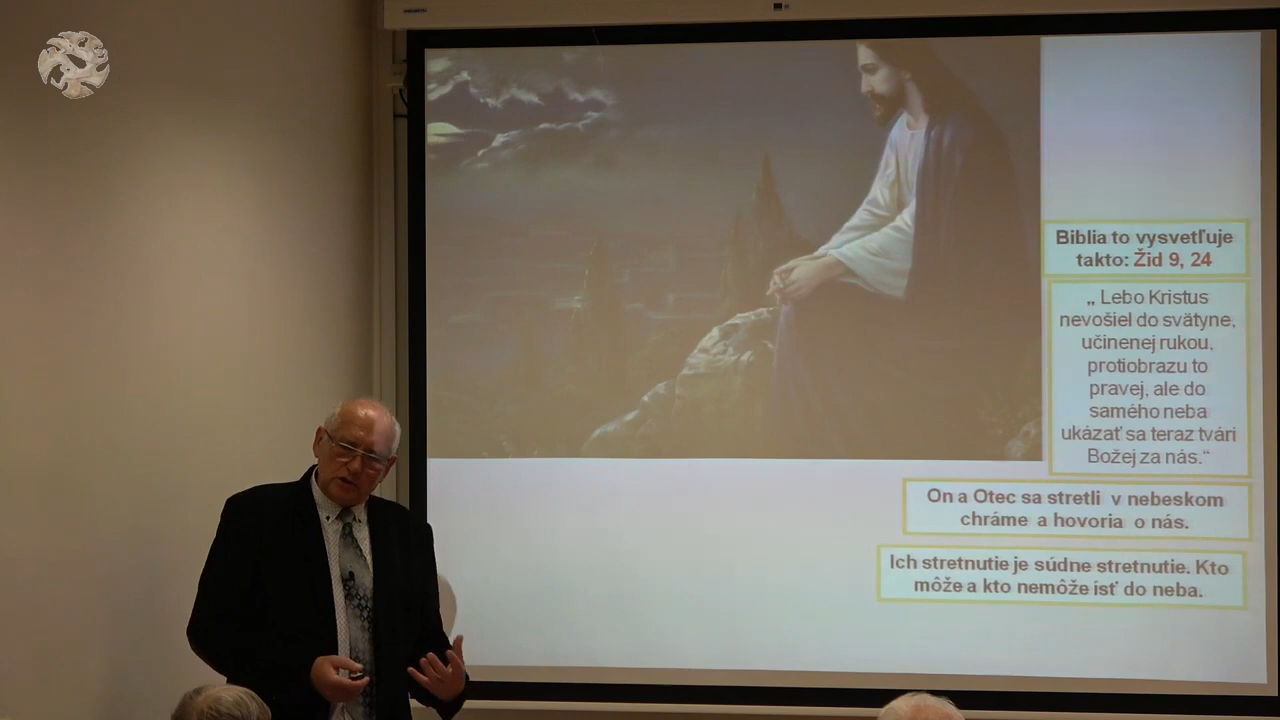 Biblia to vysvetľuje
takto: Žid 9, 24
„ Lebo Kristus
nevošiel do svätyne,
učinenej rukou,
protiobrazu to
pravej, ale do
samého neba
ukázať sa teraz tvári
Božej za nás.“
On a Otec sa stretli v nebeskom
chráme a hovoria o nás.
Ich stretnutie je súdne stretnutie. Kto
môže a kto nemôže ísť do neba.